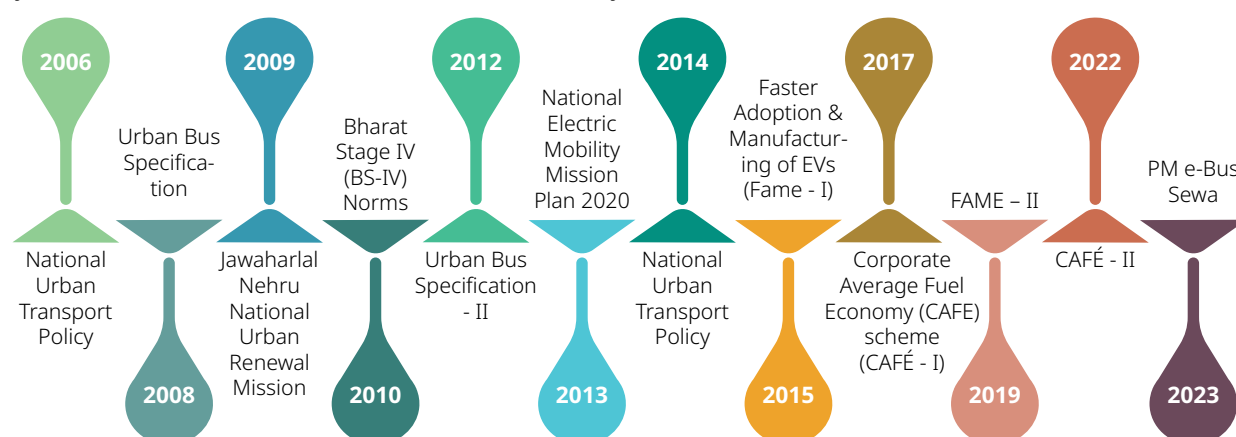 2006
National
Urban
Transport
Policy
Urban Bus
Specifica-
tion
2008
2009
Jawaharlal
Nehru
National
Urban
Renewal
Mission
Bharat
Stage IV
(BS-IV)
Norms
2010
2012
Urban Bus
Specification
- II
National
Electric
Mobility
Mission
Plan 2020
2013
2014
National
Urban
Transport
Policy
Faster
Adoption &
Manufactur-
ing of EVs
(Fame - I)
2015
2017
Corporate
Average Fuel
Economy (CAFE)
scheme
(CAFÉ - I)
FAME – II
2019
2022
CAFÉ - II
PM e-Bus
Sewa
2023